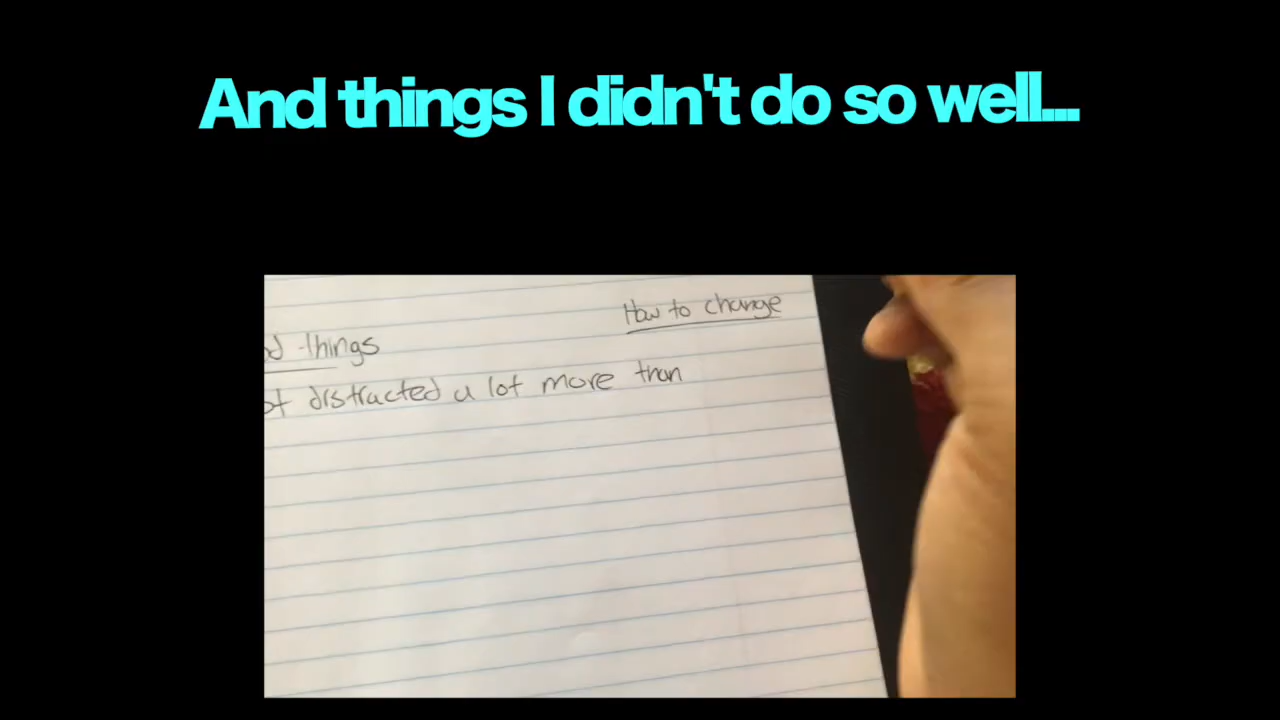 And things I didn't do so well...
How to change
things
distracted a lot more than